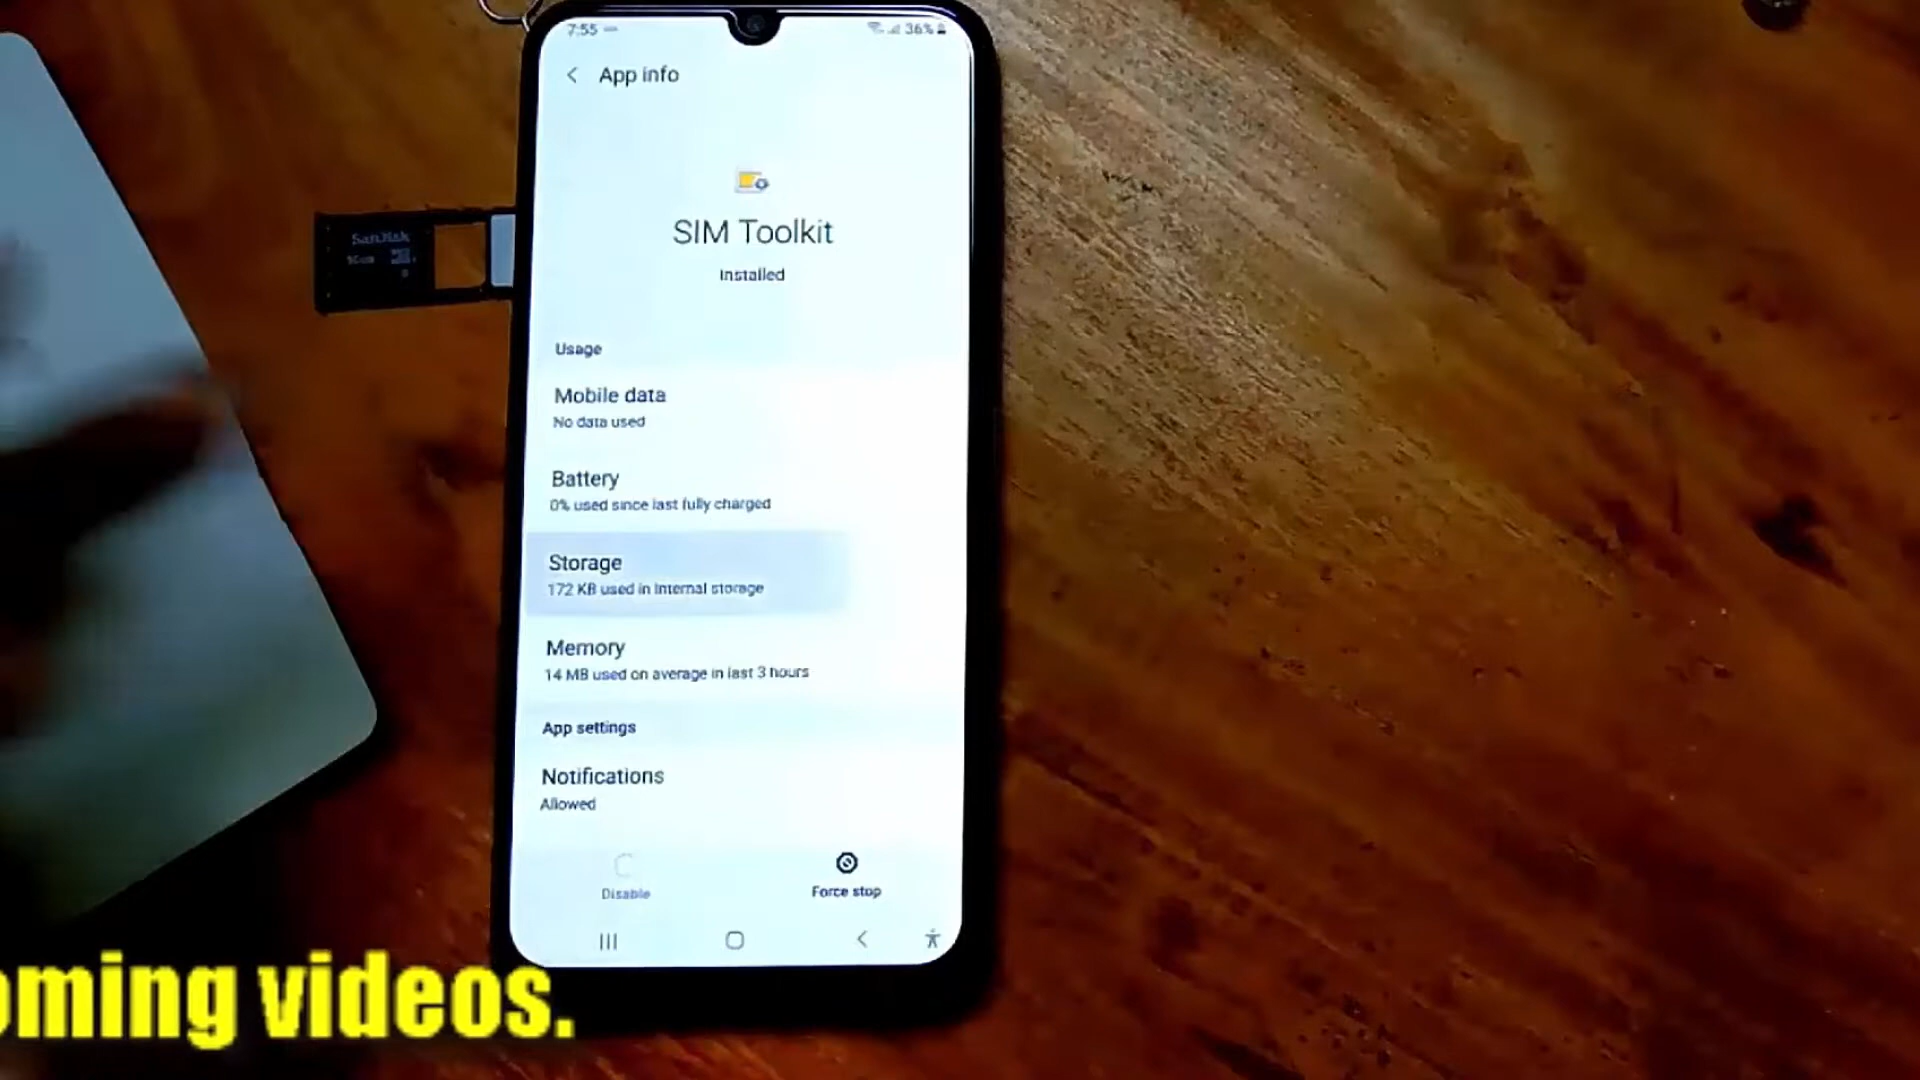 7:55
36%
App info
SanDisk
SIM Toolkit
Installed
Usage
Mobile data
No data used
Battery
0% used since last fully charged
Storage
172 KB used in Internal storage
Memory
14 MB used on average in last 3 hours
App settings
Notifications
Allowed
Disable
Force stop
oming videos.